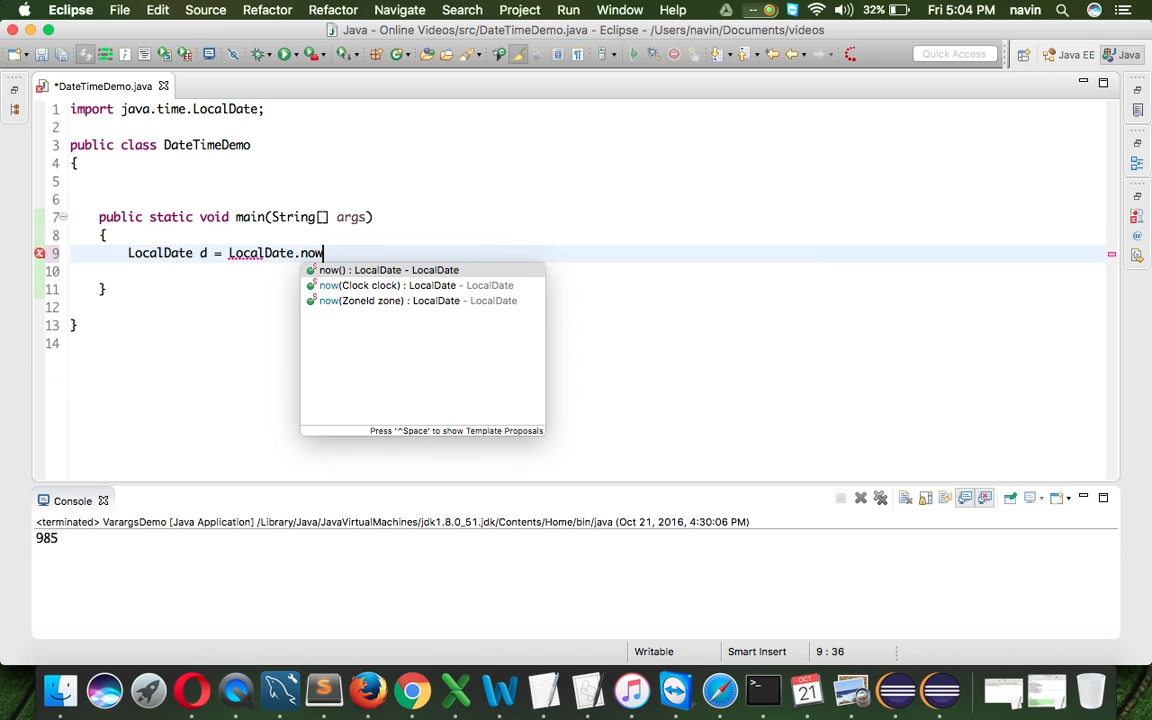 Eclipse File Edit Source Refactor Refactor Navigate Search Project Run Window Help 32% Fri 5:04 PM navin
Java - Online Videos/src/DateTimeDemo.java - Eclipse - /Users/navin/Documents/videos
Quick Access Java EE Java
*DateTimeDemo.java
1 import java.time.LocalDate;
2
3 public class DateTimeDemo
4 {
5
6
7 public static void main(String[] args)
8 {
9 LocalDate d = LocalDate.now
10
11 }
12
13 }
14
now() : LocalDate - LocalDate
now(Clock clock) : LocalDate - LocalDate
now(ZoneId zone) : LocalDate - LocalDate
Press '^Space' to show Template Proposals
Console
<terminated> VarargsDemo [Java Application] /Library/Java/JavaVirtualMachines/jdk1.8.0_51.jdk/Contents/Home/bin/java (Oct 21, 2016, 4:30:06 PM)
985
Writable Smart Insert 9 : 36
OCT
21